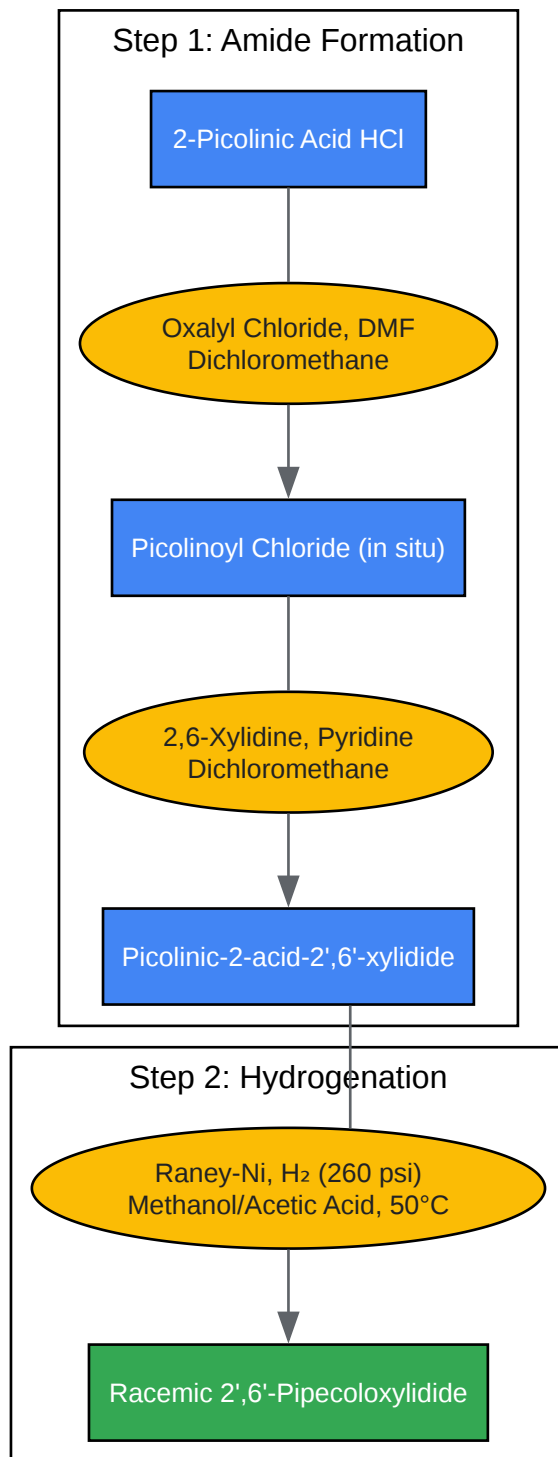 Step 1: Amide Formation
2-Picolinic Acid HCl
Oxalyl Chloride, DMF
Dichloromethane
Picolinoyl Chloride (in situ)
2,6-Xylidine, Pyridine
Dichloromethane
Picolinic-2-acid-2',6'-xylidide
Step 2: Hydrogenation
Raney-Ni, H₂ (260 psi)
Methanol/Acetic Acid, 50°C
Racemic 2',6'-Pipecoloxylidide